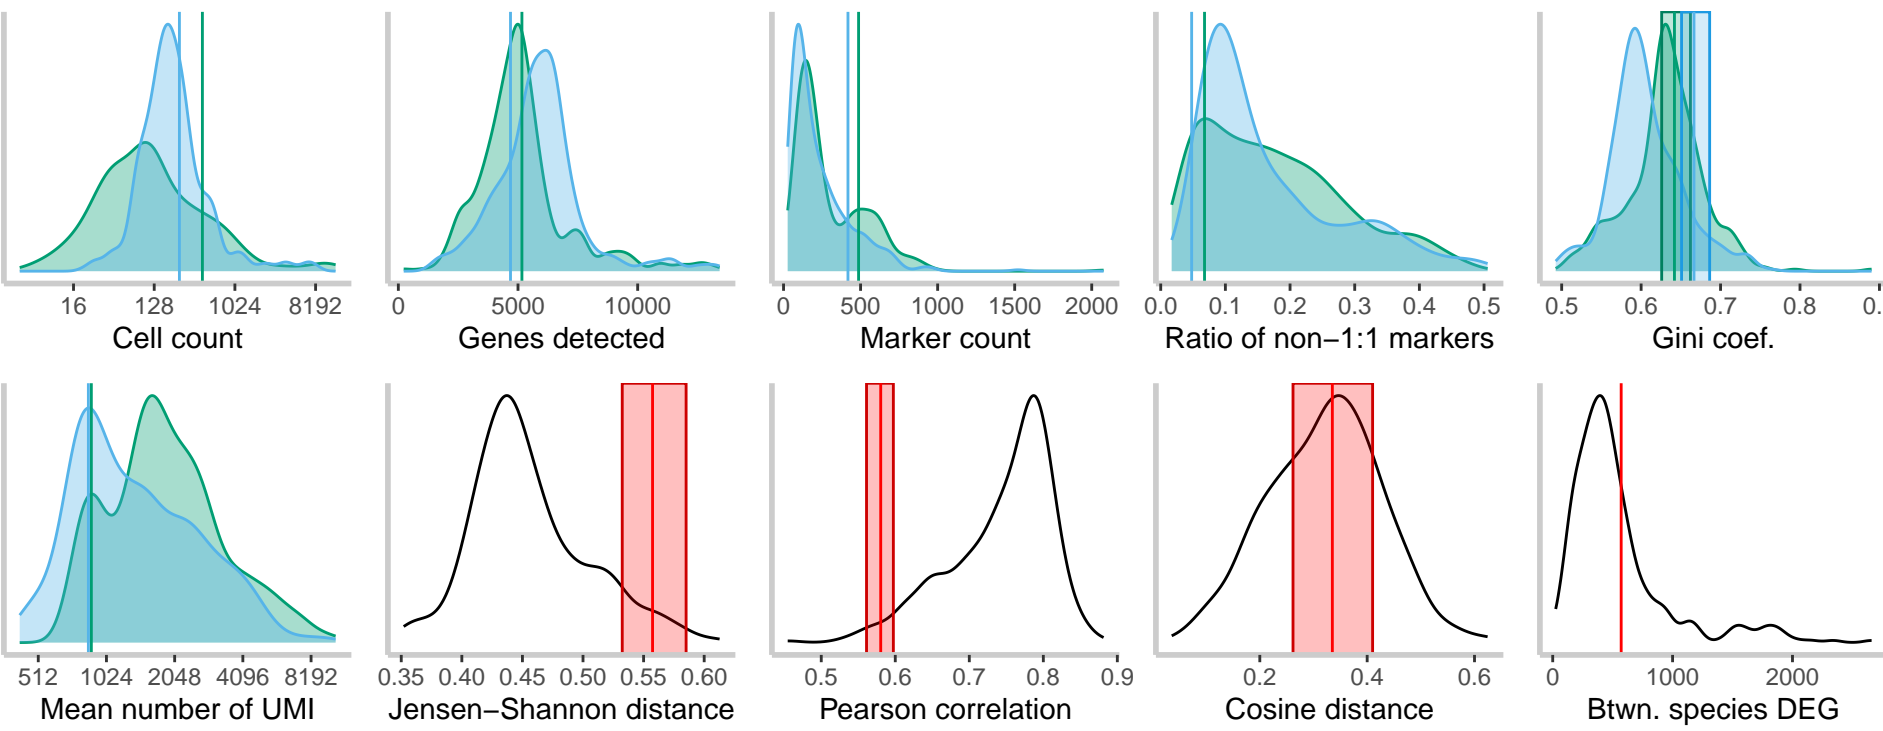 16 128 1024 8192
Cell count
0 5000 10000
Genes detected
0 500 1000 1500 2000
Marker count
0.0 0.1 0.2 0.3 0.4 0.5
Ratio of non−1:1 markers
0.5 0.6 0.7 0.8 0.
Gini coef.
512 1024 2048 4096 8192
Mean number of UMI
0.35 0.40 0.45 0.50 0.55 0.60
Jensen−Shannon distance
0.5 0.6 0.7 0.8 0.9
Pearson correlation
0.2 0.4 0.6
Cosine distance
0 1000 2000
Btwn. species DEG